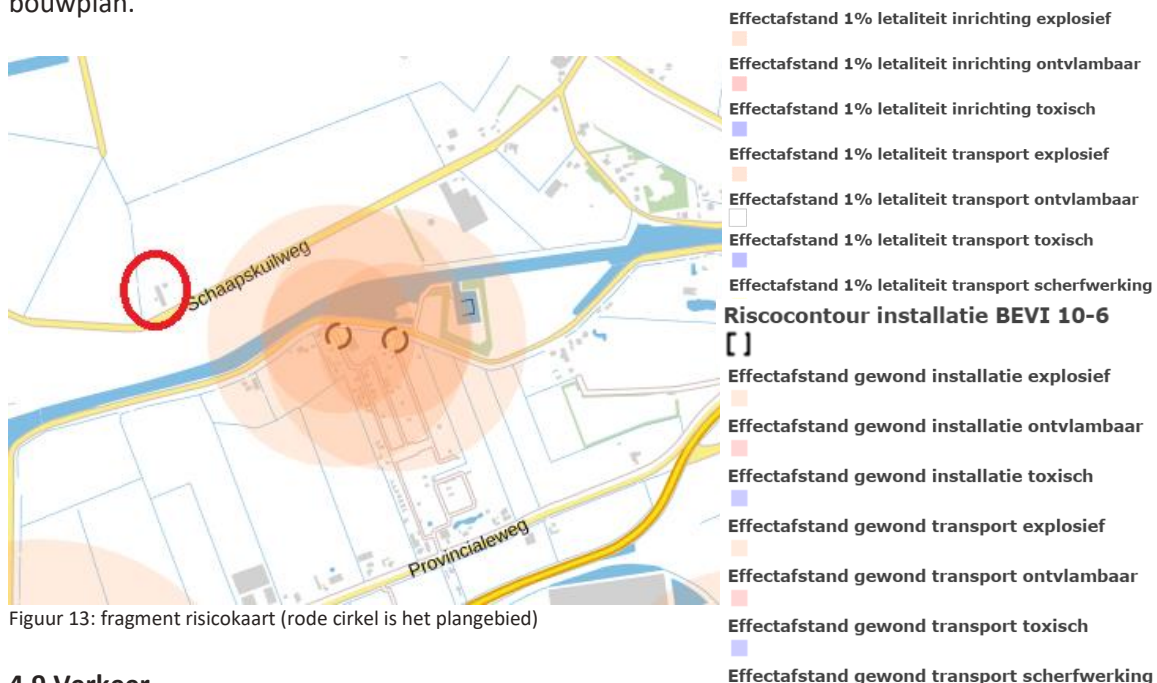 bouwplan.
Schaapskuilweg
Provincialeweg
Figuur 13: fragment risicokaart (rode cirkel is het plangebied)
4.9 Verkeer
Effectafstand 1% letaliteit inrichting explosief
Effectafstand 1% letaliteit inrichting ontvlambaar
Effectafstand 1% letaliteit inrichting toxisch
Effectafstand 1% letaliteit transport explosief
Effectafstand 1% letaliteit transport ontvlambaar
Effectafstand 1% letaliteit transport toxisch
Effectafstand 1% letaliteit transport scherfwerking
Riscocontour installatie BEVI 10-6
Effectafstand gewond installatie explosief
Effectafstand gewond installatie ontvlambaar
Effectafstand gewond installatie toxisch
Effectafstand gewond transport explosief
Effectafstand gewond transport ontvlambaar
Effectafstand gewond transport toxisch
Effectafstand gewond transport scherfwerking